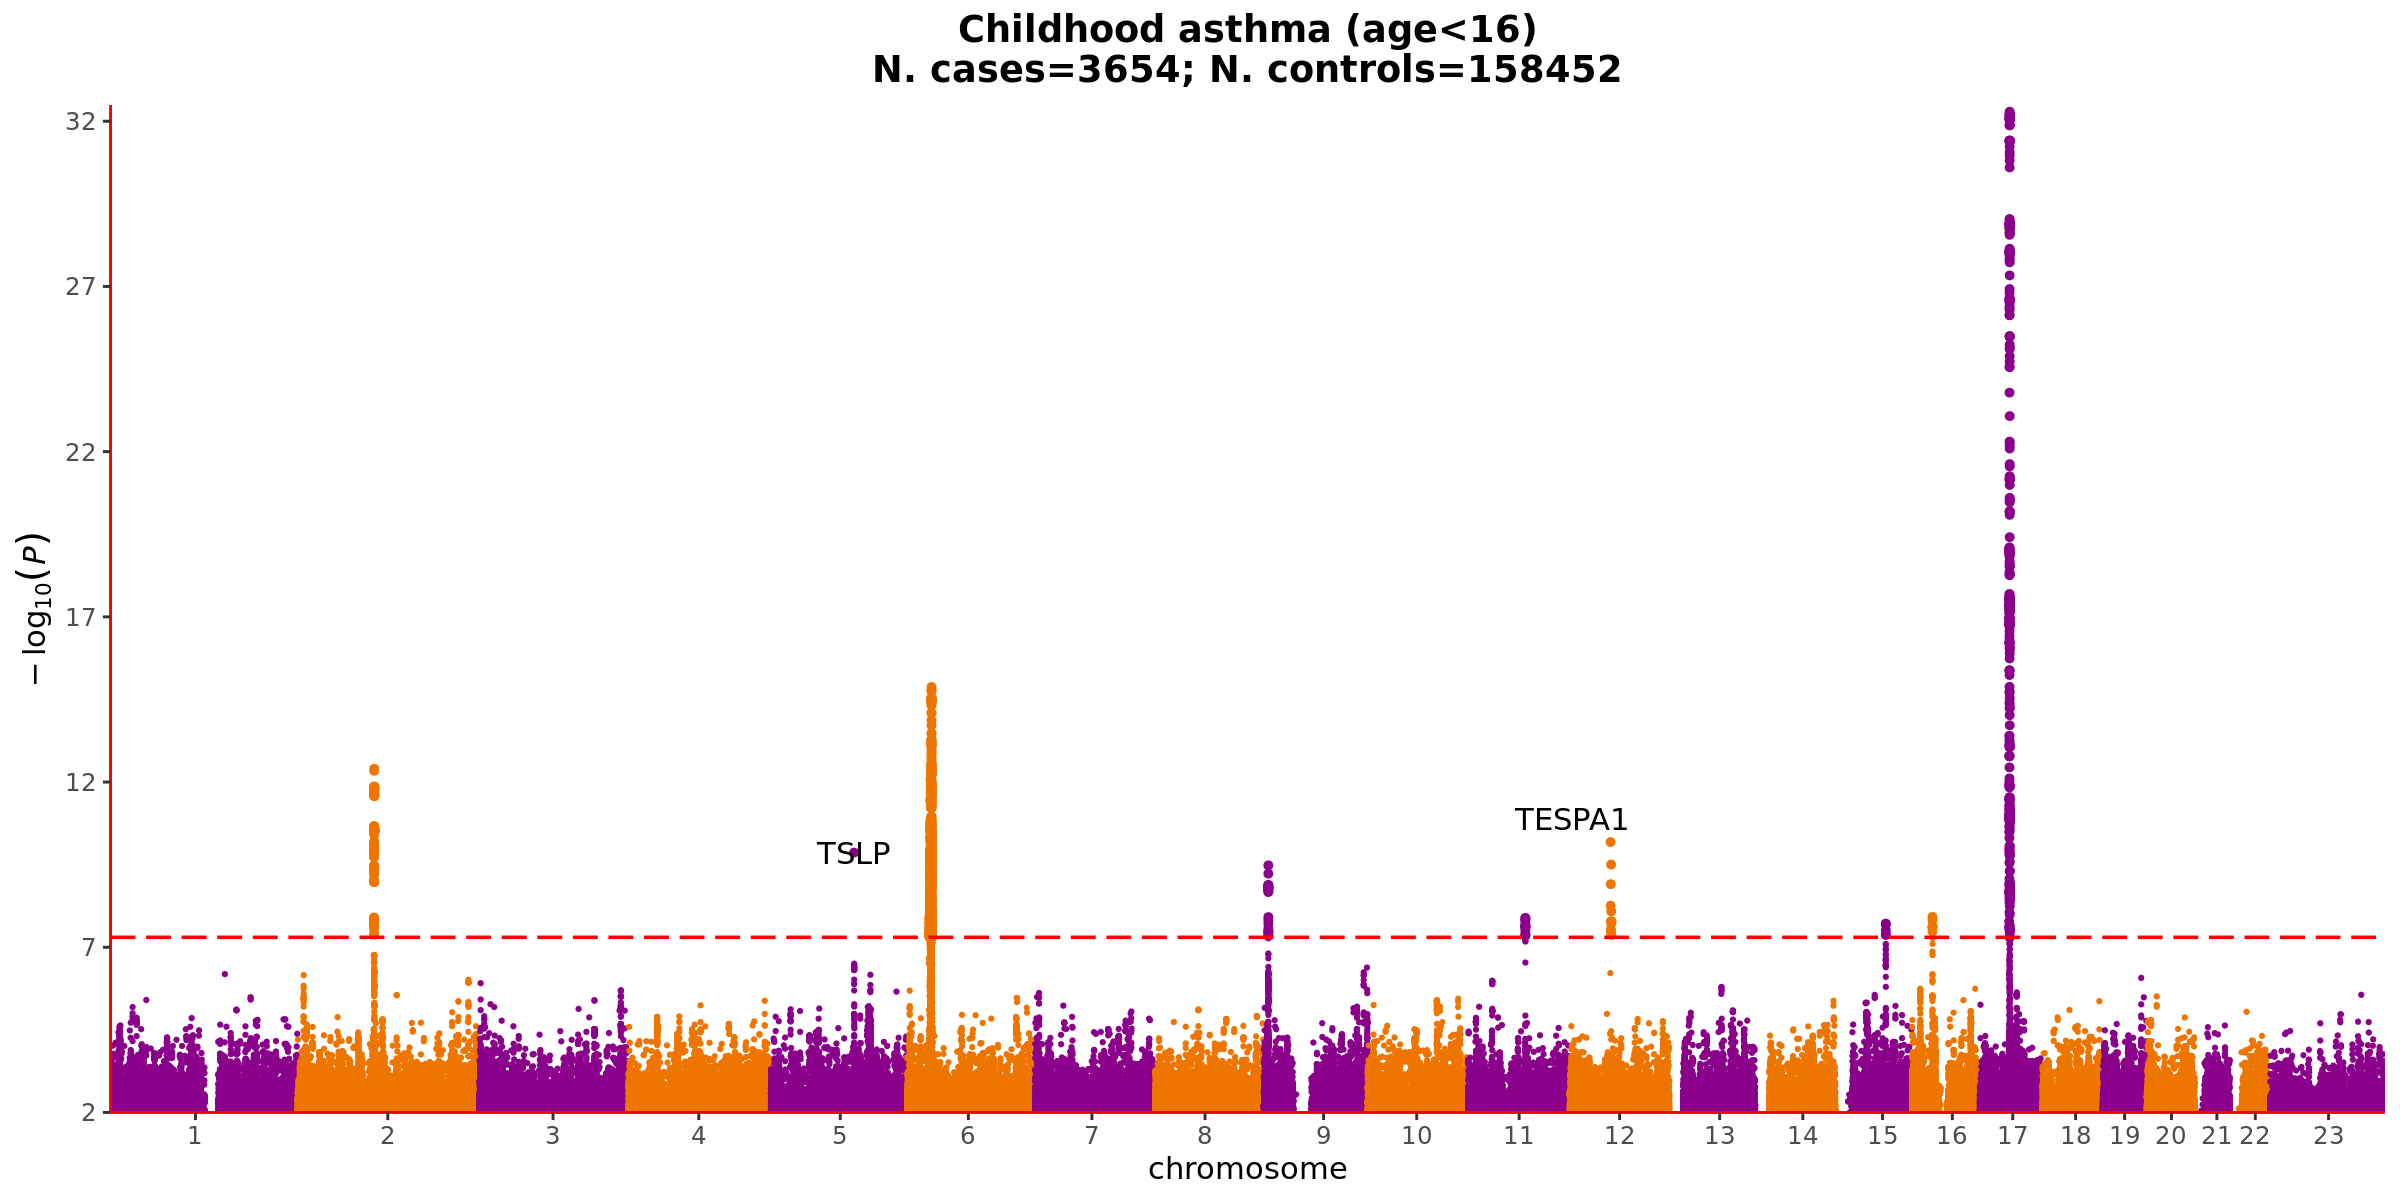 Childhood asthma (age<16)
N. cases=3654; N. controls=158452
32
27
22
17
12
7
2
− log10(P)
TSLP
TESPA1
1 2 3 4 5 6 7 8 9 10 11 12 13 14 15 16 17 18 19 20 21 22 23
chromosome